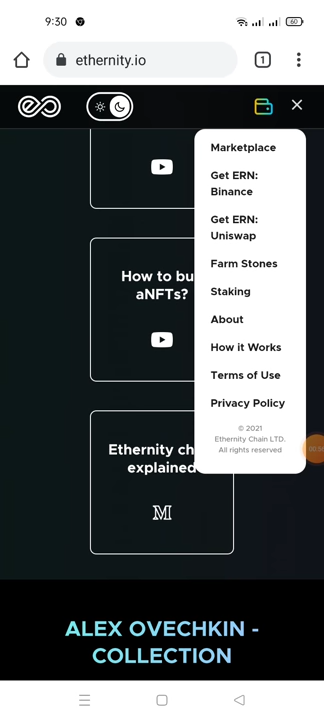 9:30
60
ethernity.io
1
Marketplace
Get ERN:
Binance
Get ERN:
Uniswap
Farm Stones
Staking
About
How it Works
Terms of Use
Privacy Policy
© 2021
Ethernity Chain LTD.
All rights reserved
How to bu
aNFTs?
Ethernity ch
explained
ALEX OVECHKIN -
COLLECTION